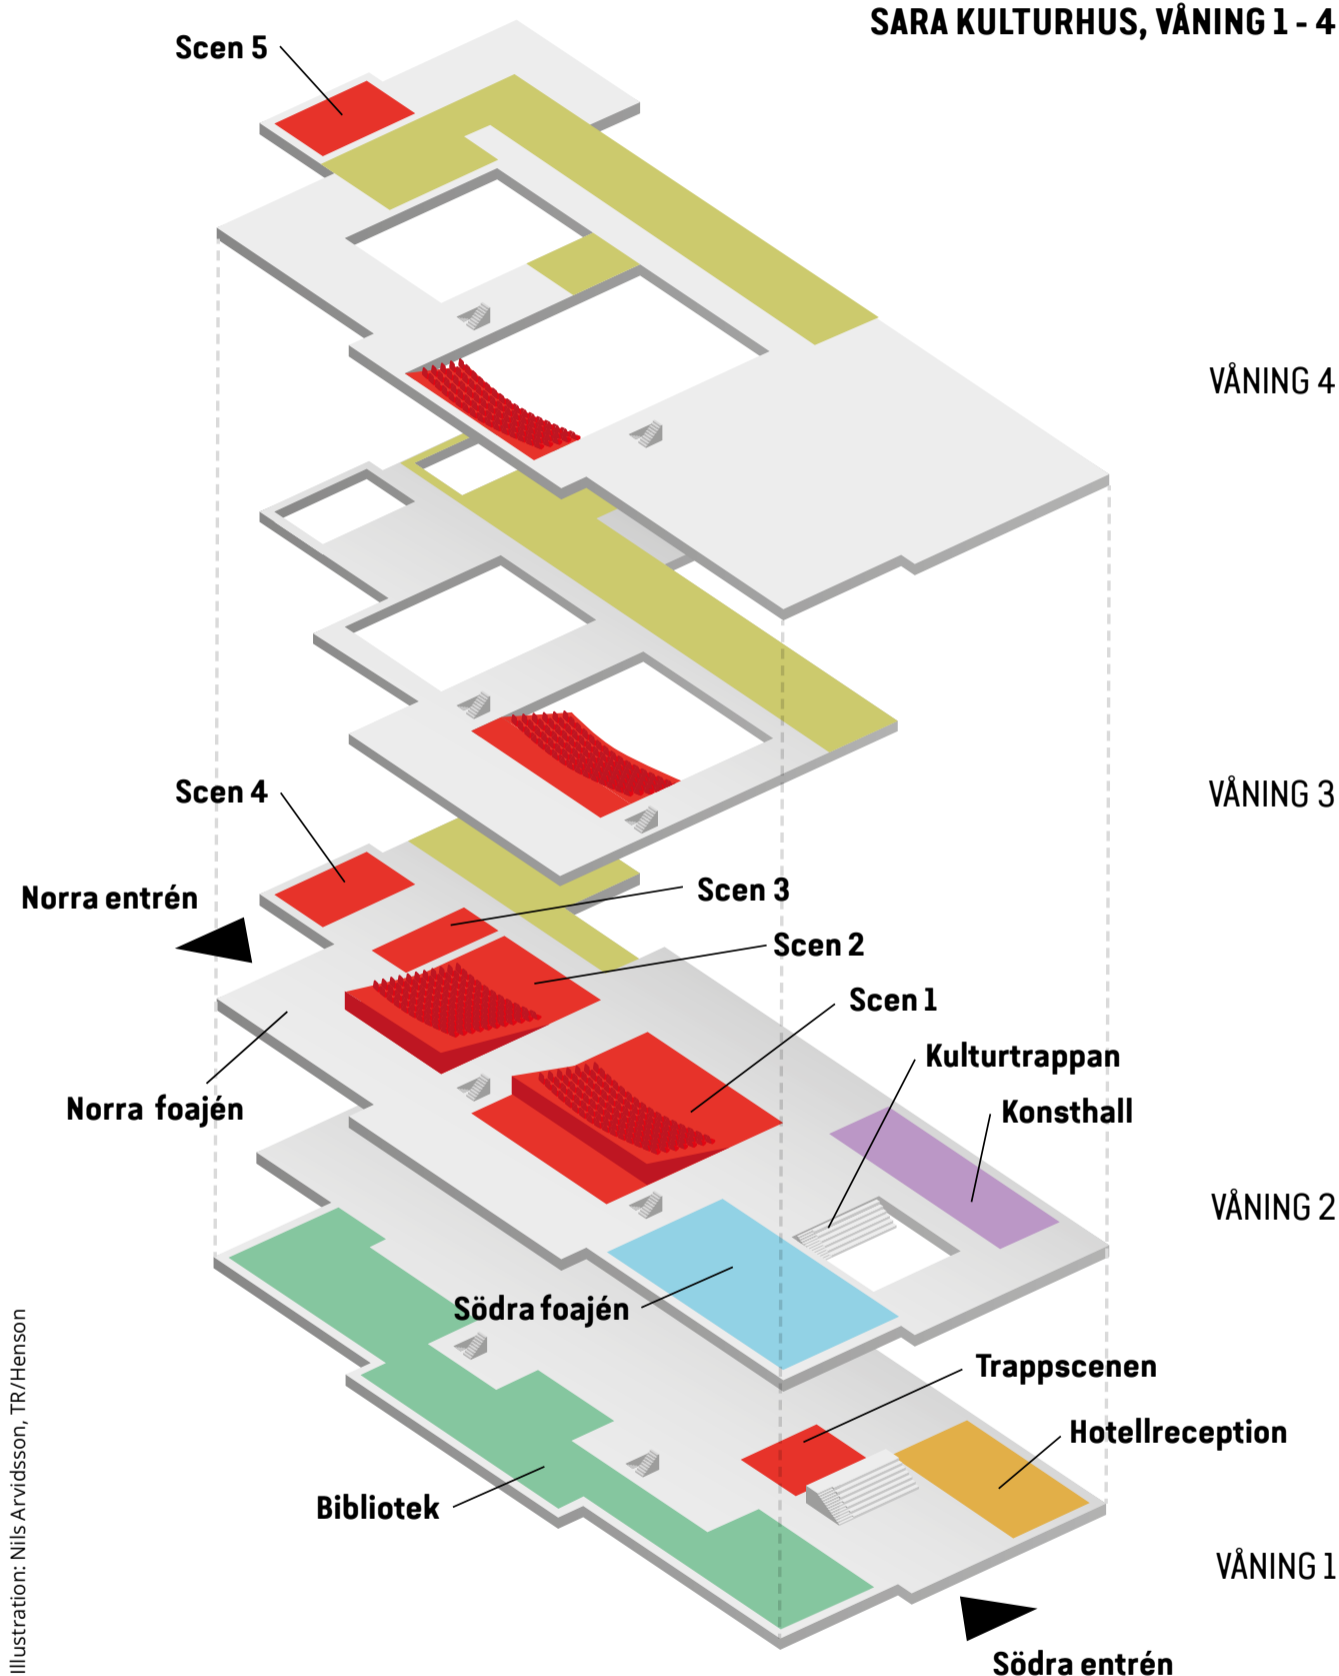 SARA KULTURHUS, VÅNING 1 - 4
Scen 5
VÅNING 4
Scen 4
VÅNING 3
Norra entrén
Scen 3
Scen 2
Scen 1
Kulturtrappan
Norra foajén
Konsthall
VÅNING 2
Södra foajén
Trappscenen
Hotellreception
Bibliotek
VÅNING 1
Södra entrén
Illustration: Nils Arvidsson, TR/Henson